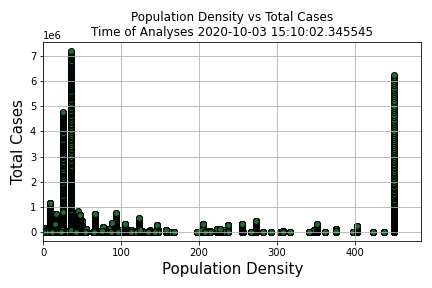 Population Density vs Total Cases
Time of Analyses 2020-10-03 15:10:02.345545
1e6
7
6
5
4
3
2
1
0
Total Cases
0 100 200 300 400
Population Density